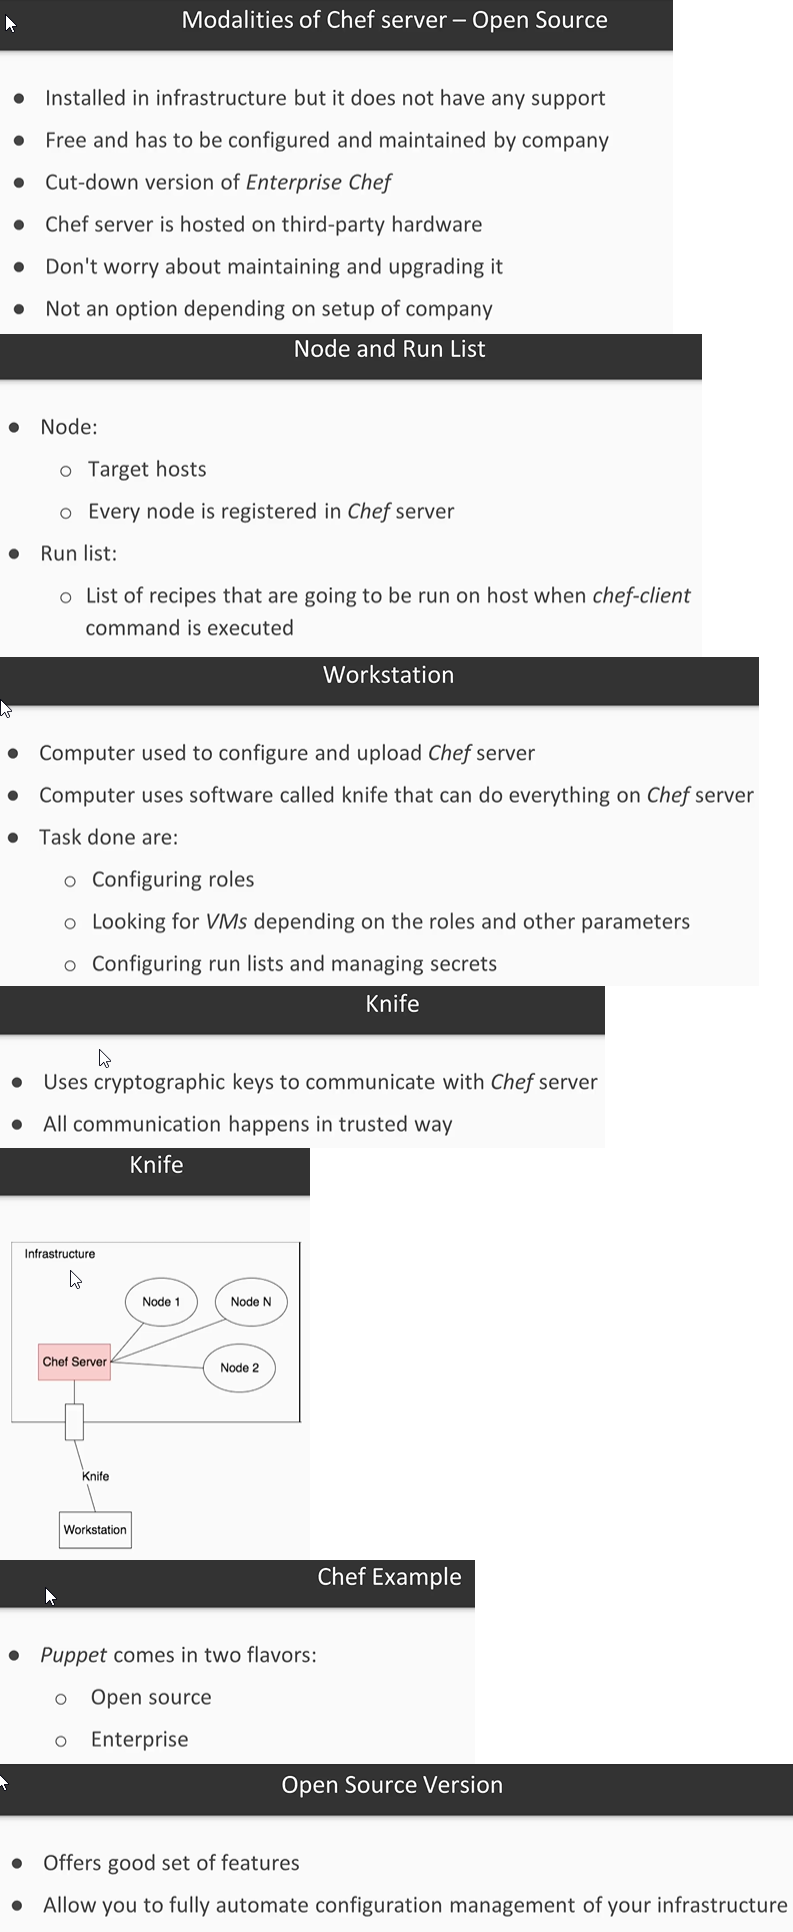 Modalities of Chef server – Open Source
● Installed in infrastructure but it does not have any support
● Free and has to be configured and maintained by company
● Cut-down version of Enterprise Chef
● Chef server is hosted on third-party hardware
● Don't worry about maintaining and upgrading it
● Not an option depending on setup of company
Node and Run List
● Node:
○ Target hosts
○ Every node is registered in Chef server
● Run list:
○ List of recipes that are going to be run on host when chef-client
command is executed
Workstation
● Computer used to configure and upload Chef server
● Computer uses software called knife that can do everything on Chef server
● Task done are:
○ Configuring roles
○ Looking for VMs depending on the roles and other parameters
○ Configuring run lists and managing secrets
Knife
● Uses cryptographic keys to communicate with Chef server
● All communication happens in trusted way
Knife
Infrastructure
Node 1
Node N
Chef Server
Node 2
Knife
Workstation
Chef Example
● Puppet comes in two flavors:
○ Open source
○ Enterprise
Open Source Version
● Offers good set of features
● Allow you to fully automate configuration management of your infrastructure